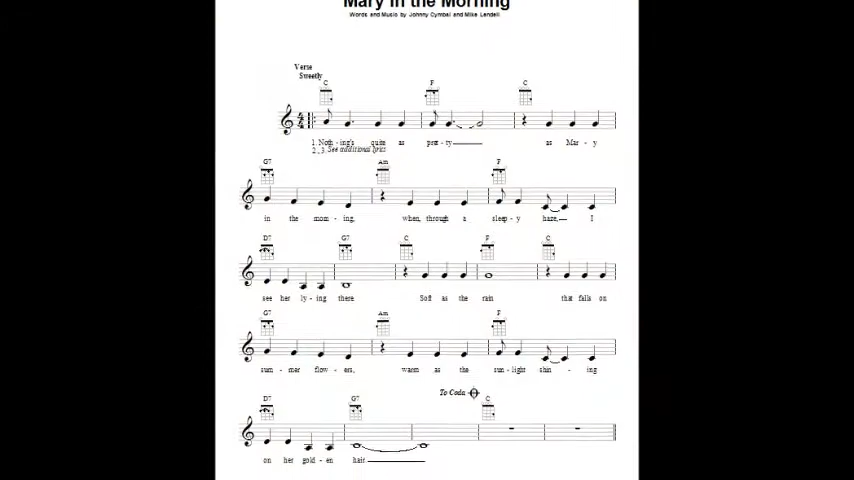 Mary in the Morning
Words and Music by Johnny Cymbal and Mike Lendell
Verse
Sweetly
C F C
1. Noth - ing's quite as pret - ty as Mar - y
2., 3. See additional lyrics
G7 Am F
in the morn - ing, when, through a sleep - y haze, I
D7 G7 C F C
see her ly - ing there Soft as the rain that falls on
G7 Am F
sum - mer flow - ers, warm as the sun - light shin - ing
To Coda
D7 G7 C
on her gold - en hair.